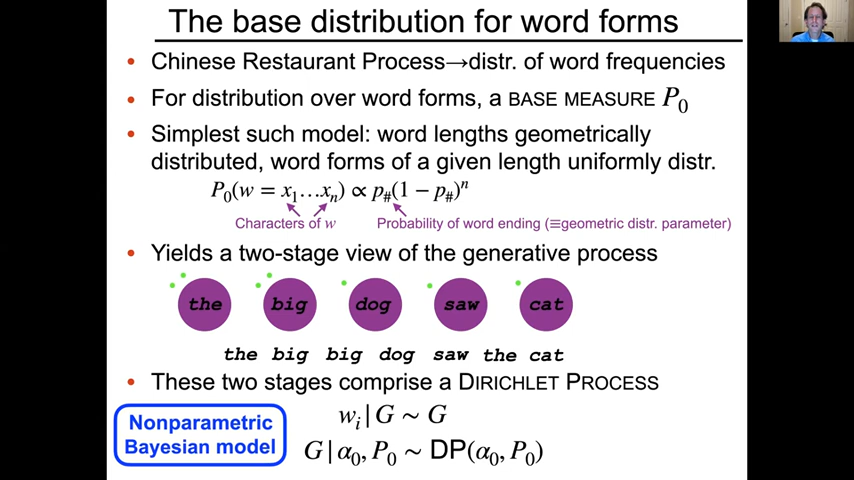 The base distribution for word forms
• Chinese Restaurant Process→distr. of word frequencies
• For distribution over word forms, a BASE MEASURE P₀
• Simplest such model: word lengths geometrically
distributed, word forms of a given length uniformly distr.
P₀(w = x₁…xₙ) ∝ p#(1 − p#)ⁿ
Characters of w
Probability of word ending (≡geometric distr. parameter)
• Yields a two-stage view of the generative process
the big dog saw cat
the big big dog saw the cat
• These two stages comprise a DIRICHLET PROCESS
Nonparametric
Bayesian model
wᵢ | G ∼ G
G | α₀, P₀ ∼ DP(α₀, P₀)